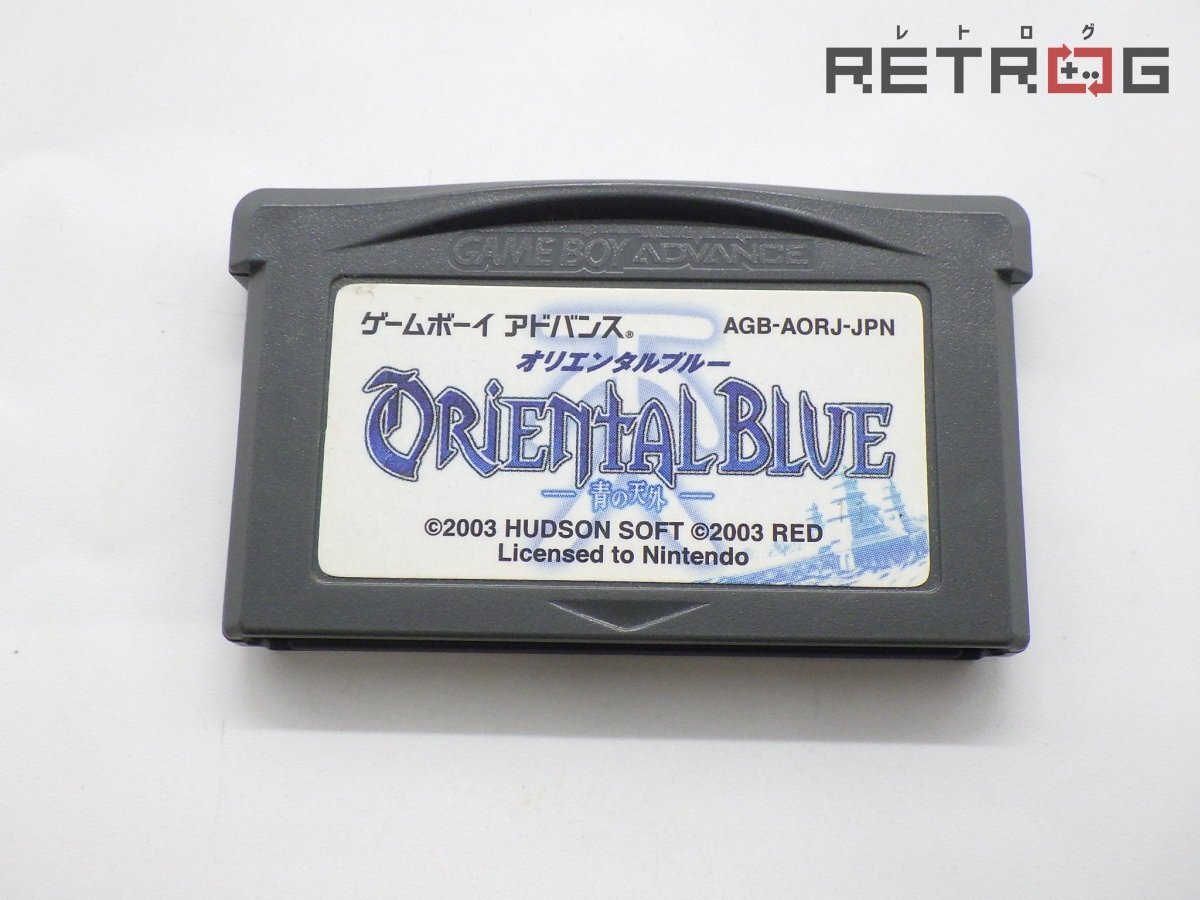 レトログ
RETROG
GAME BOY ADVANCE
ゲームボーイ アドバンス® AGB-AORJ-JPN
オリエンタルブルー
ORIENTAL BLUE
― 青の天外 ―
©2003 HUDSON SOFT ©2003 RED
Licensed to Nintendo